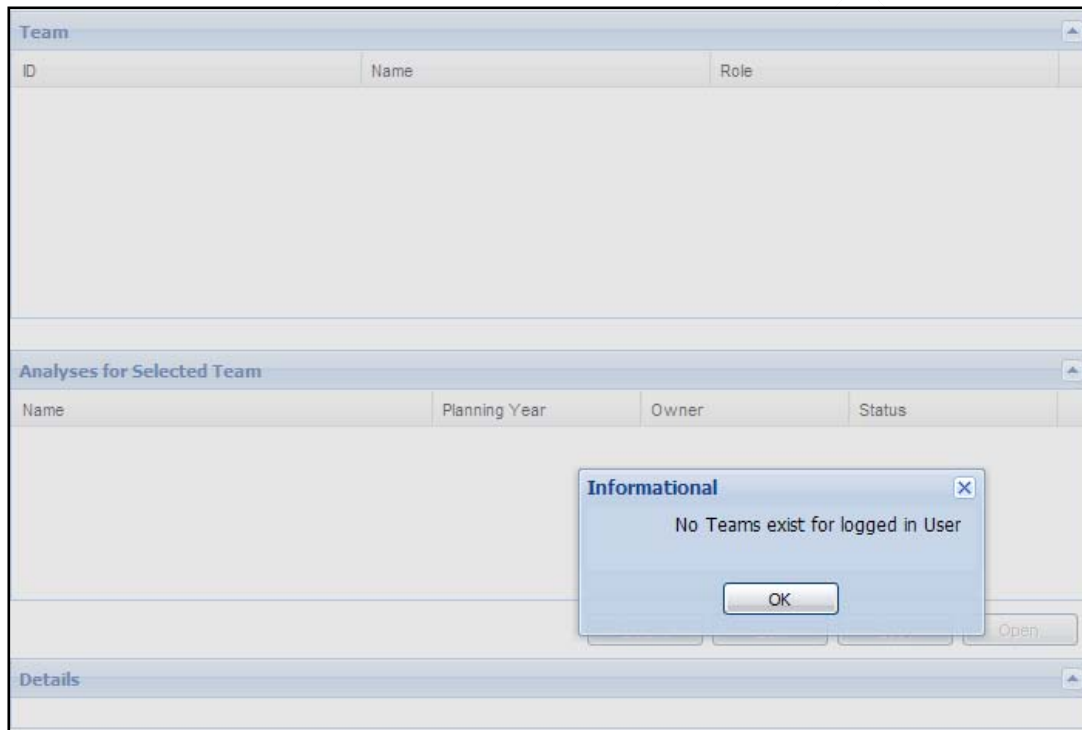 Team
ID Name Role
Analyses for Selected Team
Name Planning Year Owner Status
Informational
No Teams exist for logged in User
OK
Open
Details